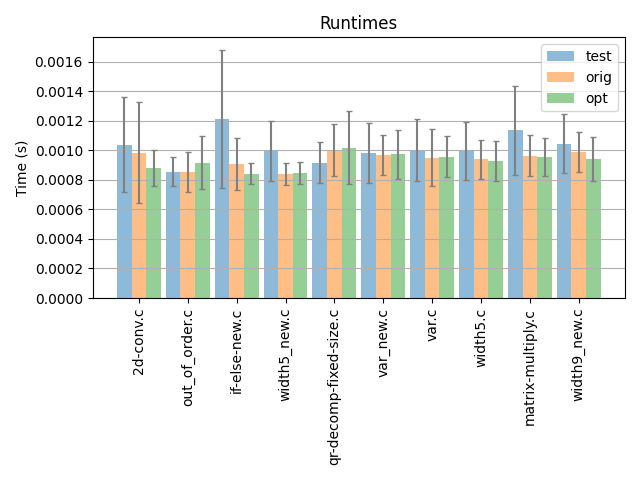 Runtimes
Time (s)
0.0016
0.0014
0.0012
0.0010
0.0008
0.0006
0.0004
0.0002
0.0000
test
orig
opt
2d-conv.c
out_of_order.c
if-else-new.c
width5_new.c
qr-decomp-fixed-size.c
var_new.c
var.c
width5.c
matrix-multiply.c
width9_new.c